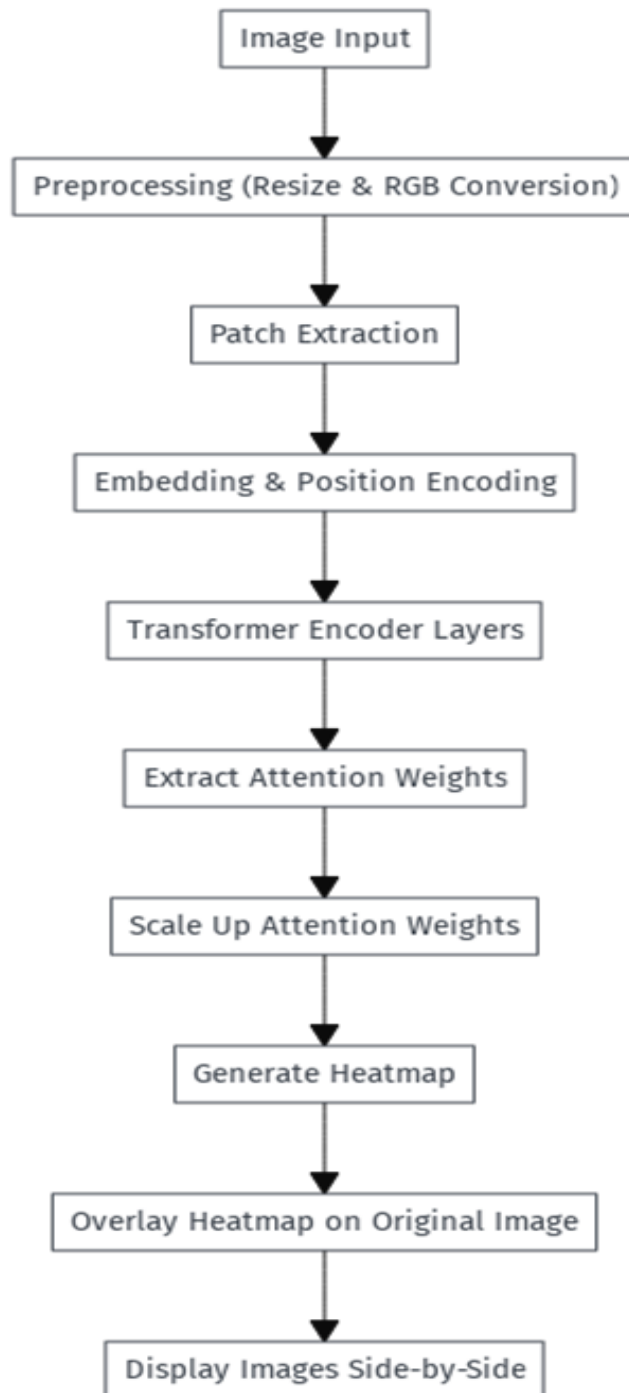 Image Input
Preprocessing (Resize & RGB Conversion)
Patch Extraction
Embedding & Position Encoding
Transformer Encoder Layers
Extract Attention Weights
Scale Up Attention Weights
Generate Heatmap
Overlay Heatmap on Original Image
Display Images Side-by-Side